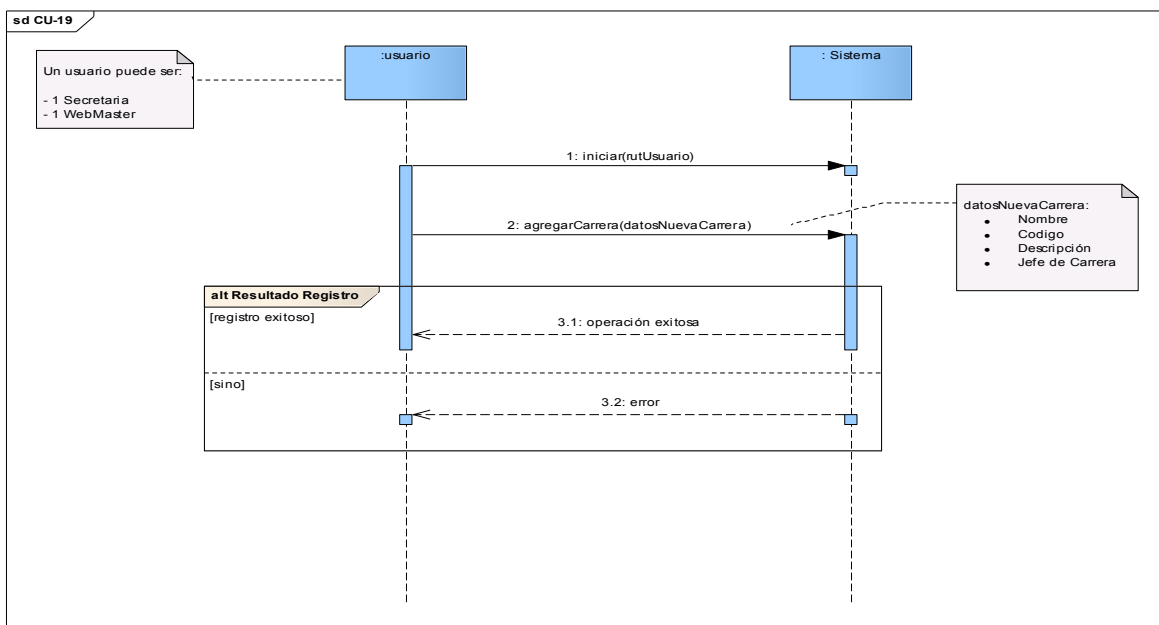 sd CU-19
Un usuario puede ser:
- 1 Secretaria
- 1 WebMaster
:usuario
: Sistema
1: iniciar(rutUsuario)
2: agregarCarrera(datosNuevaCarrera)
datosNuevaCarrera:
• Nombre
• Codigo
• Descripción
• Jefe de Carrera
alt Resultado Registro
[registro exitoso]
3.1: operación exitosa
[sino]
3.2: error